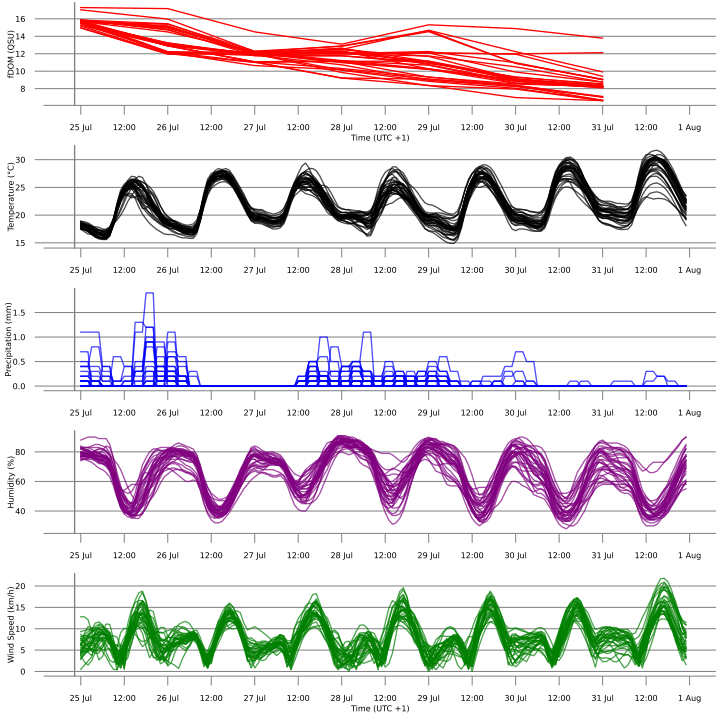 fDOM (QSU)
16
14
12
10
8
25 Jul 12:00 26 Jul 12:00 27 Jul 12:00 28 Jul 12:00 29 Jul 12:00 30 Jul 12:00 31 Jul 12:00 1 Aug
Time (UTC +1)
Temperature (°C)
30
25
20
15
25 Jul 12:00 26 Jul 12:00 27 Jul 12:00 28 Jul 12:00 29 Jul 12:00 30 Jul 12:00 31 Jul 12:00 1 Aug
Precipitation (mm)
1.5
1.0
0.5
0.0
25 Jul 12:00 26 Jul 12:00 27 Jul 12:00 28 Jul 12:00 29 Jul 12:00 30 Jul 12:00 31 Jul 12:00 1 Aug
Humidity (%)
80
60
40
25 Jul 12:00 26 Jul 12:00 27 Jul 12:00 28 Jul 12:00 29 Jul 12:00 30 Jul 12:00 31 Jul 12:00 1 Aug
Wind Speed (km/h)
20
15
10
5
0
25 Jul 12:00 26 Jul 12:00 27 Jul 12:00 28 Jul 12:00 29 Jul 12:00 30 Jul 12:00 31 Jul 12:00 1 Aug
Time (UTC +1)